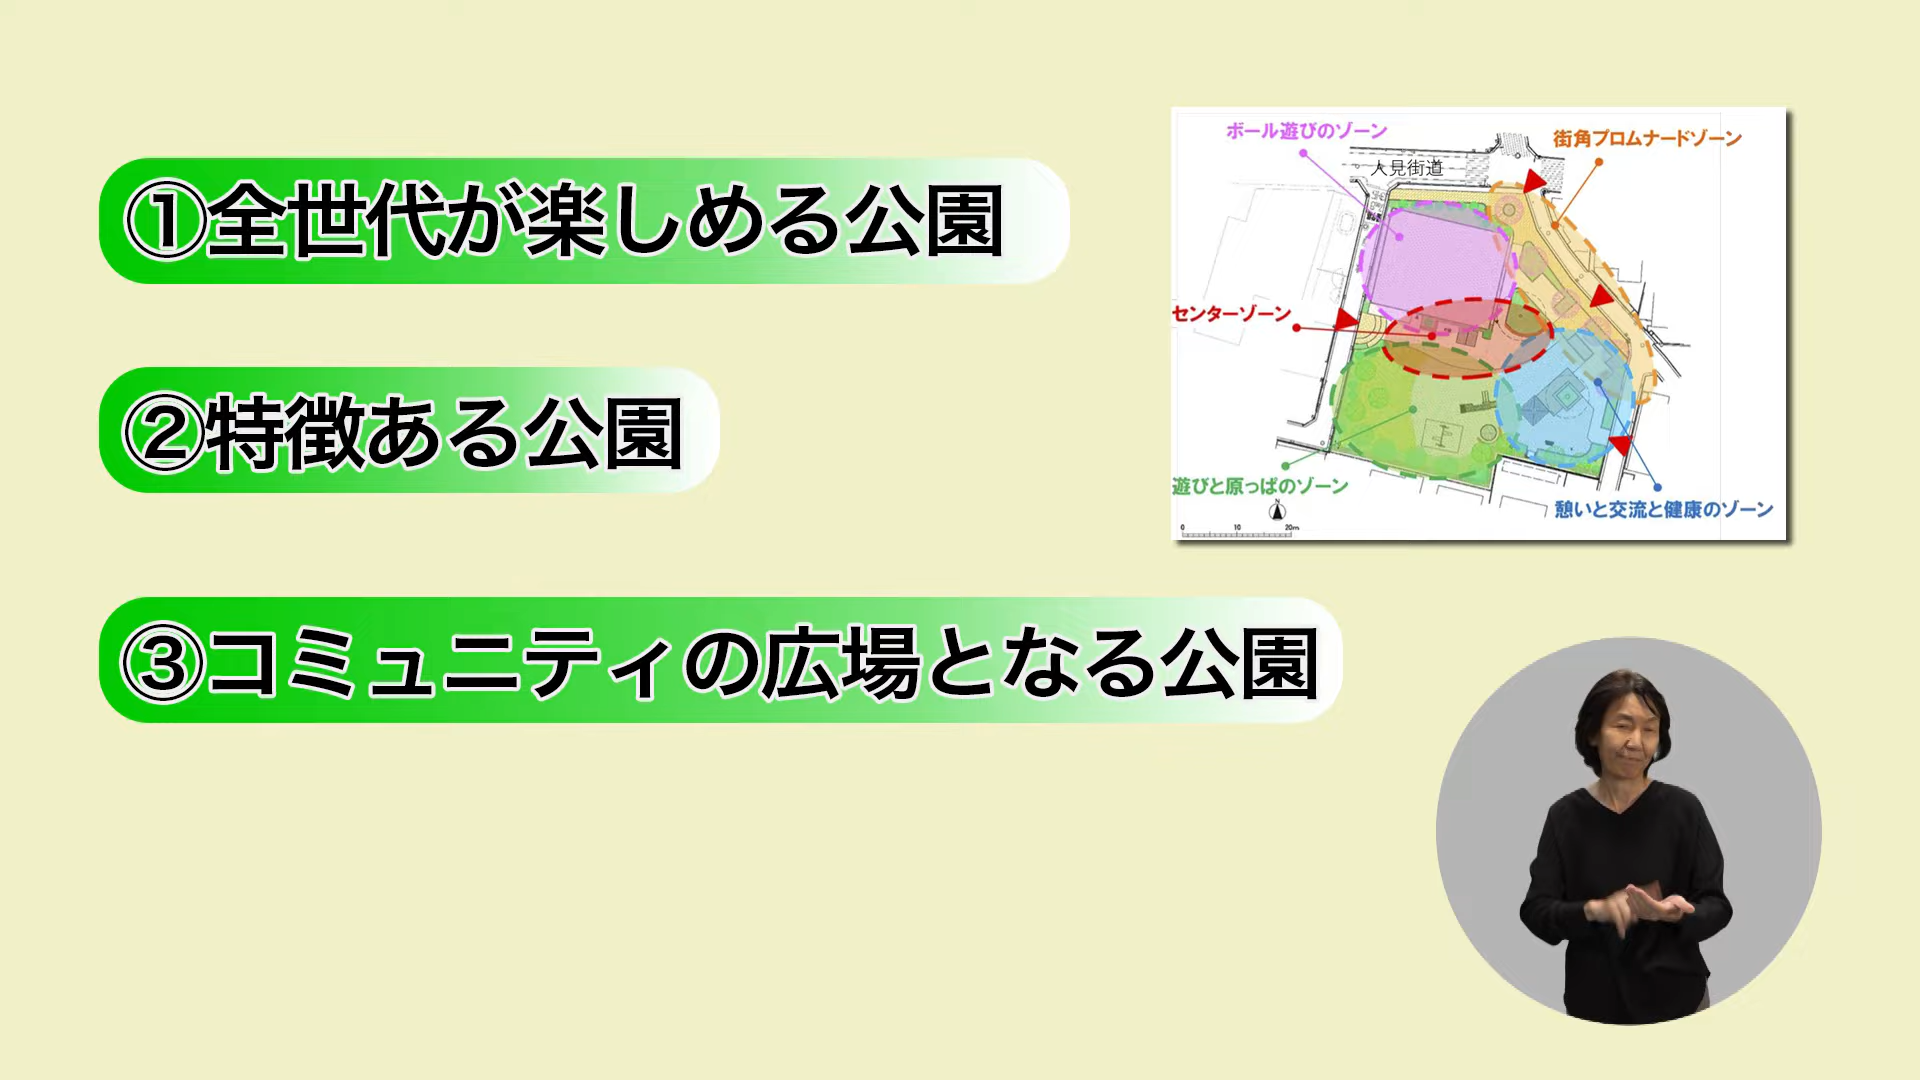 ①全世代が楽しめる公園
②特徴ある公園
③コミュニティの広場となる公園
ボール遊びのゾーン
街角プロムナードゾーン
人見街道
センターゾーン
遊びと原っぱのゾーン
憩いと交流と健康のゾーン
N
0 10 20m